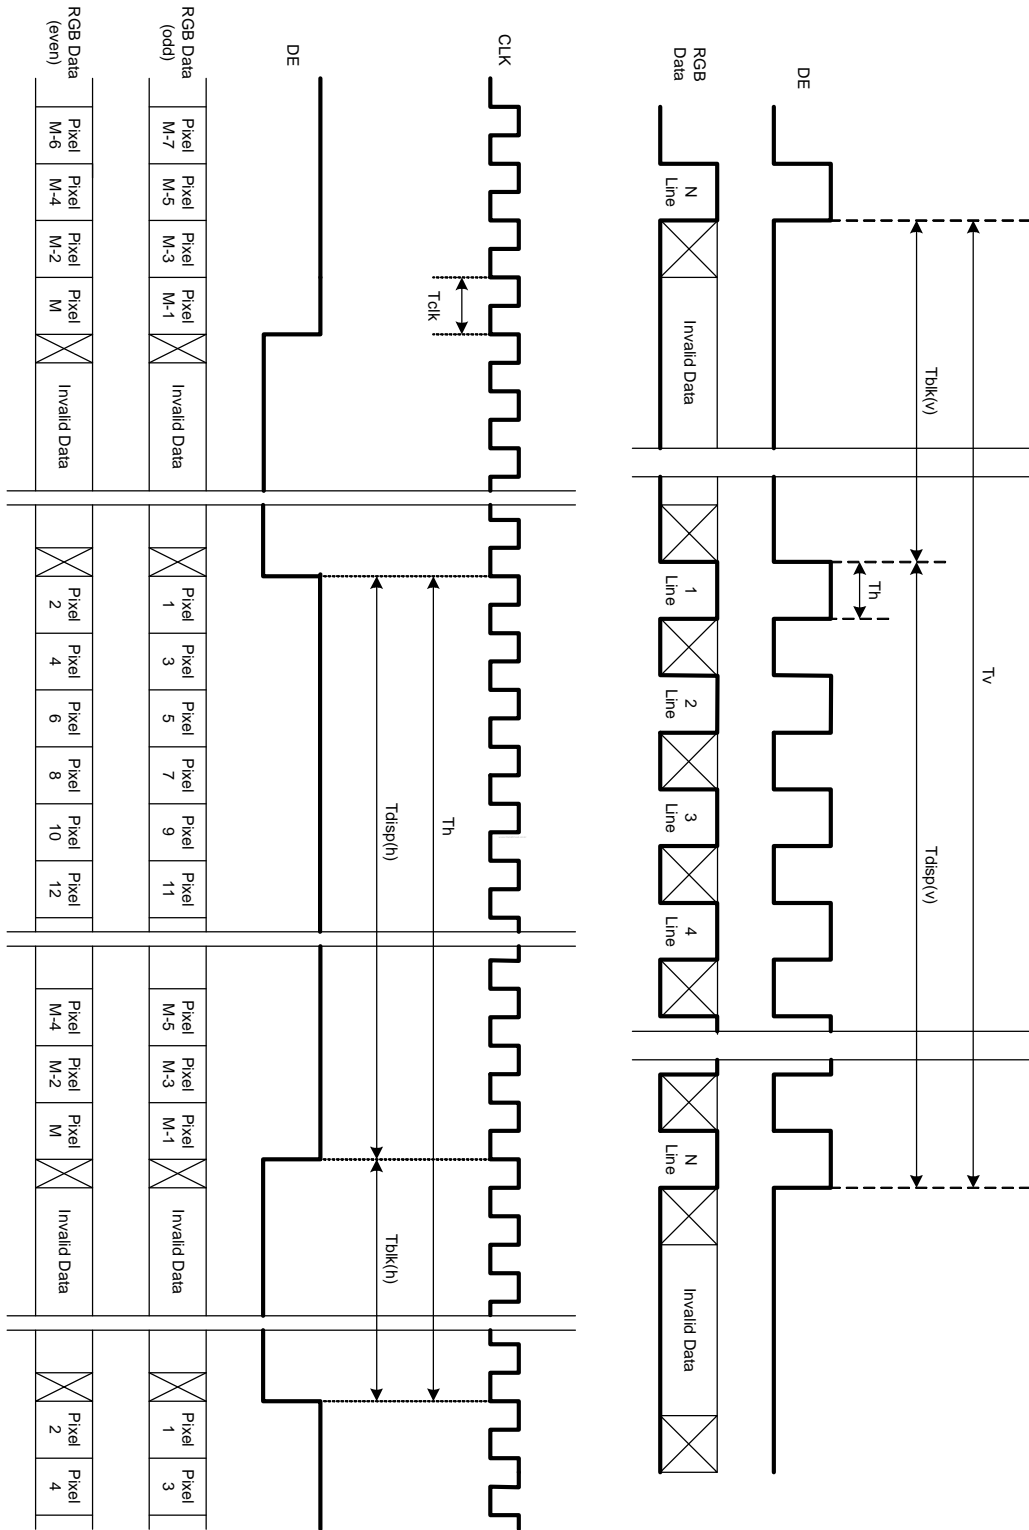 Tv
Tblk(v)
Tdisp(v)
Th
DE
RGB
Data
N
Line
Invalid Data
1
Line
2
Line
3
Line
4
Line
N
Line
Invalid Data
CLK
Tclk
Th
Tdisp(h)
Tblk(h)
DE
RGB Data
(odd)
Pixel
M-7
Pixel
M-5
Pixel
M-3
Pixel
M-1
Invalid Data
Pixel
1
Pixel
3
Pixel
5
Pixel
7
Pixel
9
Pixel
11
Pixel
M-5
Pixel
M-3
Pixel
M-1
Invalid Data
Pixel
1
Pixel
3
RGB Data
(even)
Pixel
M-6
Pixel
M-4
Pixel
M-2
Pixel
M
Invalid Data
Pixel
2
Pixel
4
Pixel
6
Pixel
8
Pixel
10
Pixel
12
Pixel
M-4
Pixel
M-2
Pixel
M
Invalid Data
Pixel
2
Pixel
4